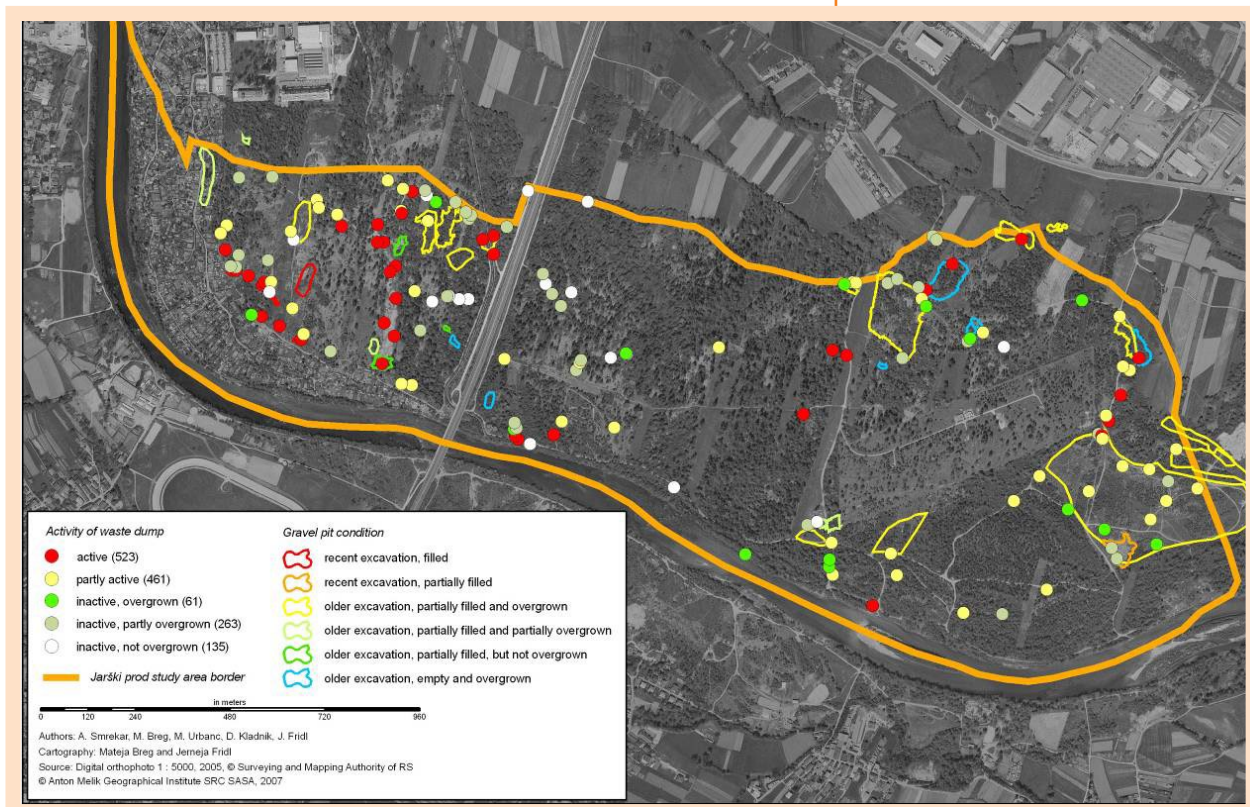 Activity of waste dump
active (523)
partly active (461)
inactive, overgrown (61)
inactive, partly overgrown (263)
inactive, not overgrown (135)
Jarški prod study area border
Gravel pit condition
recent excavation, filled
recent excavation, partially filled
older excavation, partially filled and overgrown
older excavation, partially filled and partially overgrown
older excavation, partially filled, but not overgrown
older excavation, empty and overgrown
in meters
0 120 240 480 720 960
Authors: A. Smrekar, M. Breg, M. Urbanc, D. Kladnik, J. Fridl
Cartography: Mateja Breg and Jerneja Fridl
Source: Digital orthophoto 1 : 5000, 2005, © Surveying and Mapping Authority of RS
© Anton Melik Geographical Institute SRC SASA, 2007